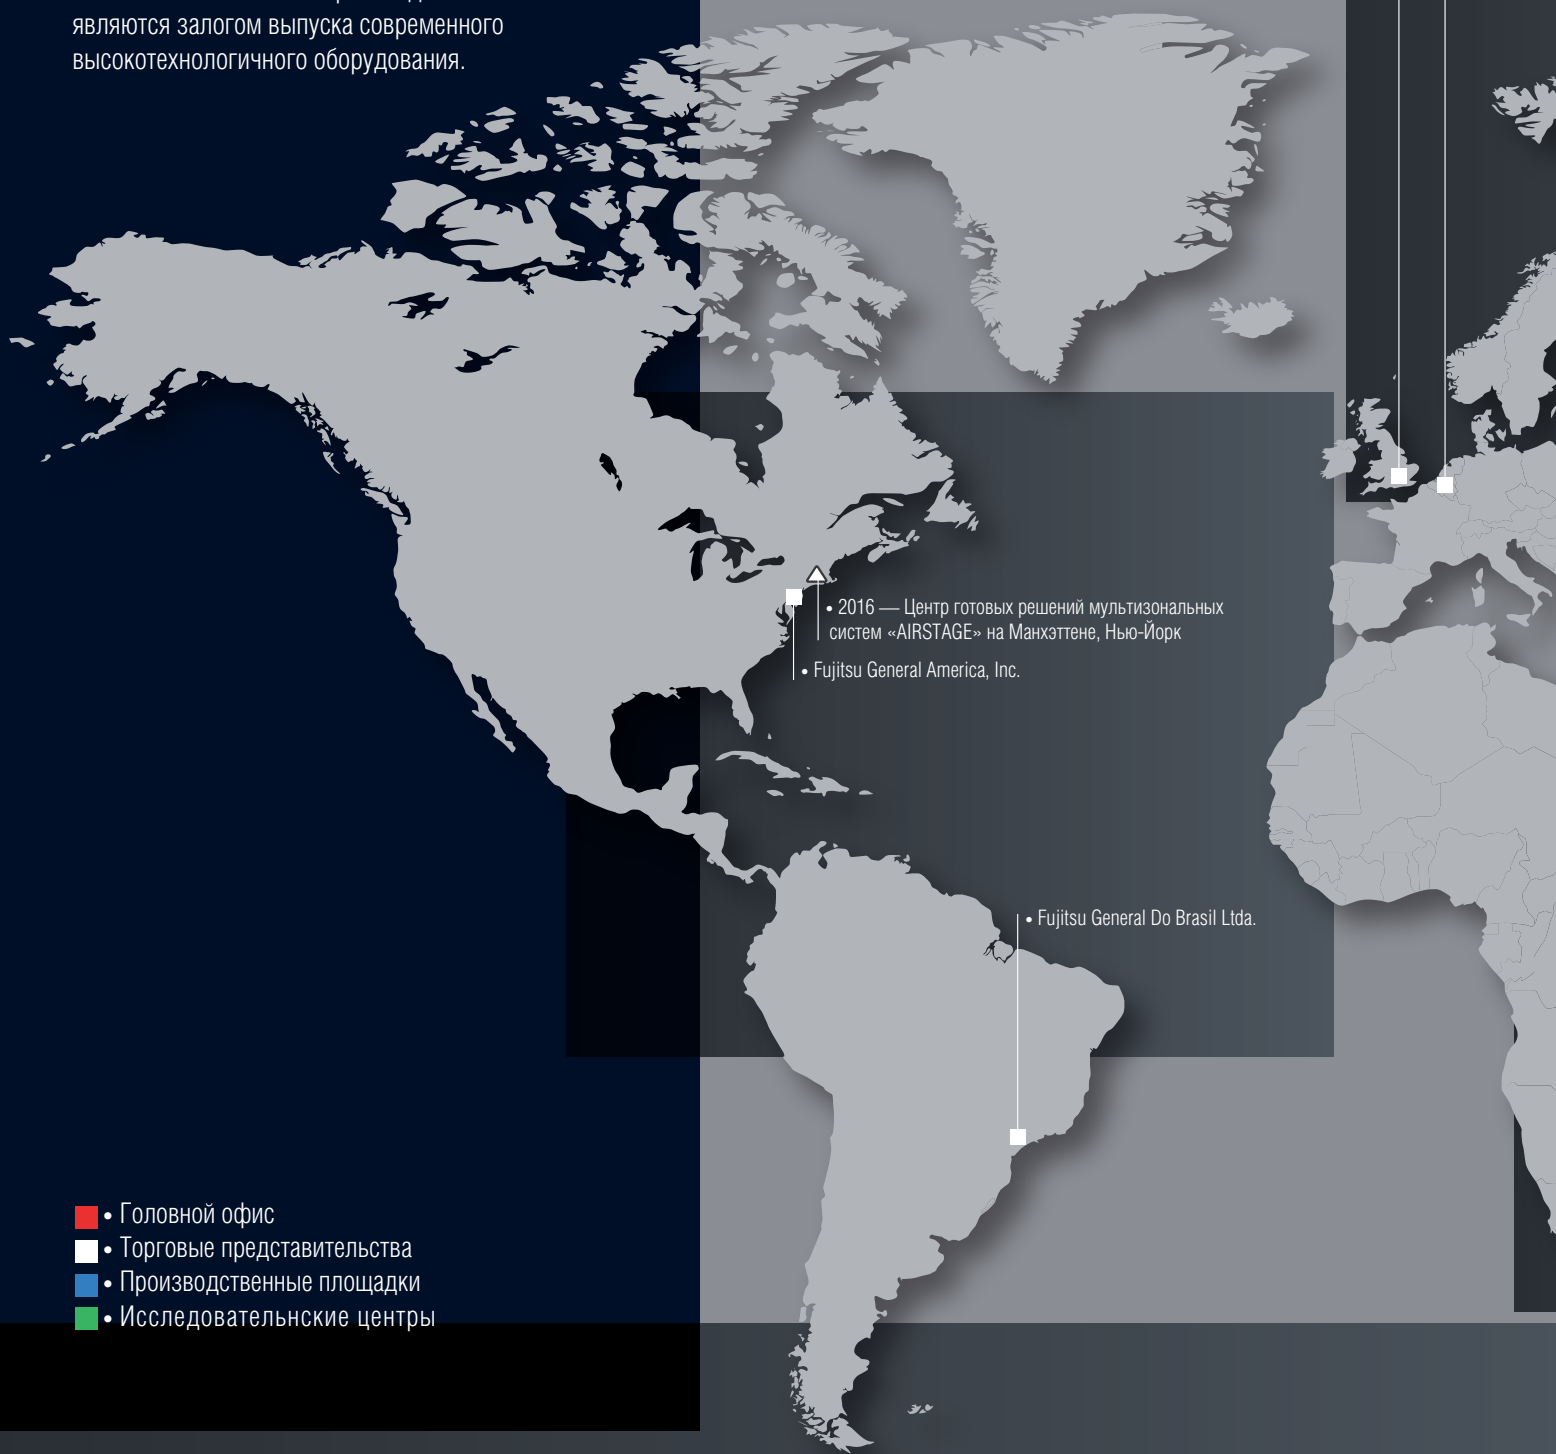 являются залогом выпуска современного
высокотехнологичного оборудования.
• 2016 — Центр готовых решений мультизональных
систем «AIRSTAGE» на Манхэттене, Нью-Йорк
• Fujitsu General America, Inc.
• Fujitsu General Do Brasil Ltda.
• Головной офис
• Торговые представительства
• Производственные площадки
• Исследовательнские центры